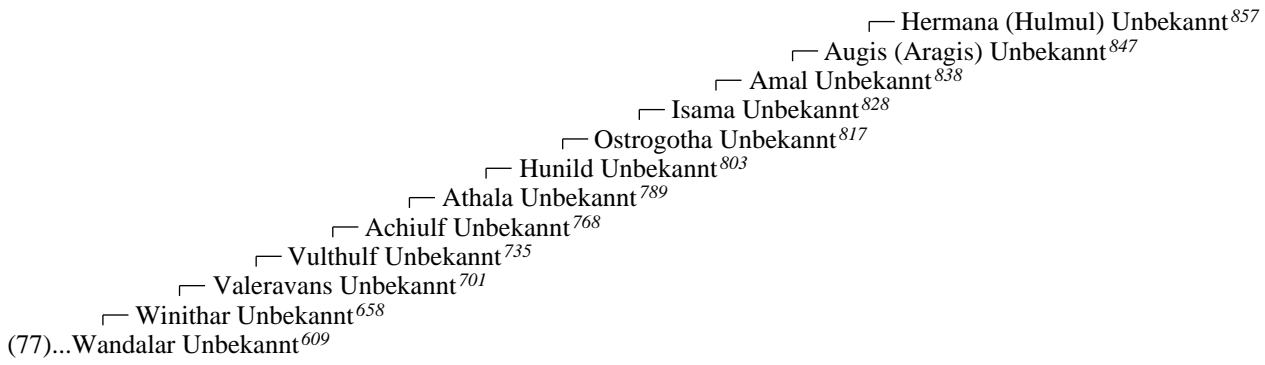 Hermana (Hulmul) Unbekannt857
Augis (Aragis) Unbekannt847
Amal Unbekannt838
Isama Unbekannt828
Ostrogotha Unbekannt817
Hunild Unbekannt803
Athala Unbekannt789
Achiulf Unbekannt768
Vulthulf Unbekannt735
Valeravans Unbekannt701
Winithar Unbekannt658
(77)...Wandalar Unbekannt609